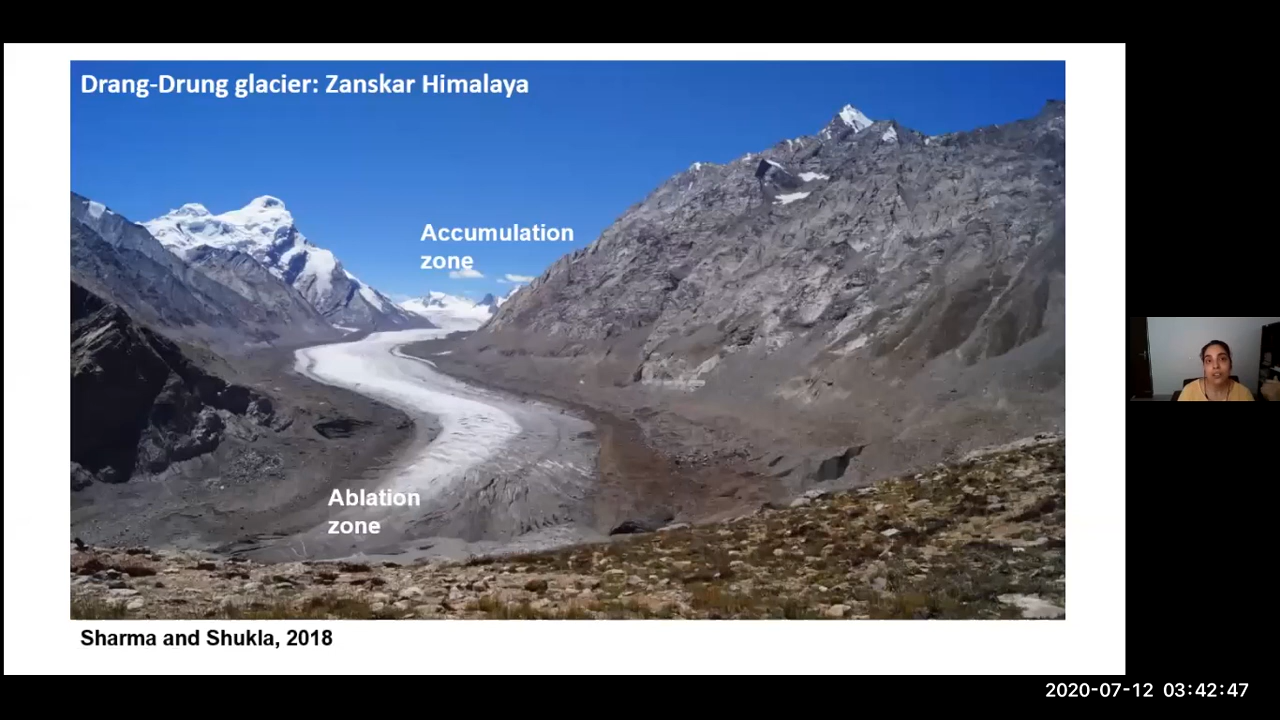 Drang-Drung glacier: Zanskar Himalaya
Accumulation
zone
Ablation
zone
Sharma and Shukla, 2018
2020-07-12 03:42:47